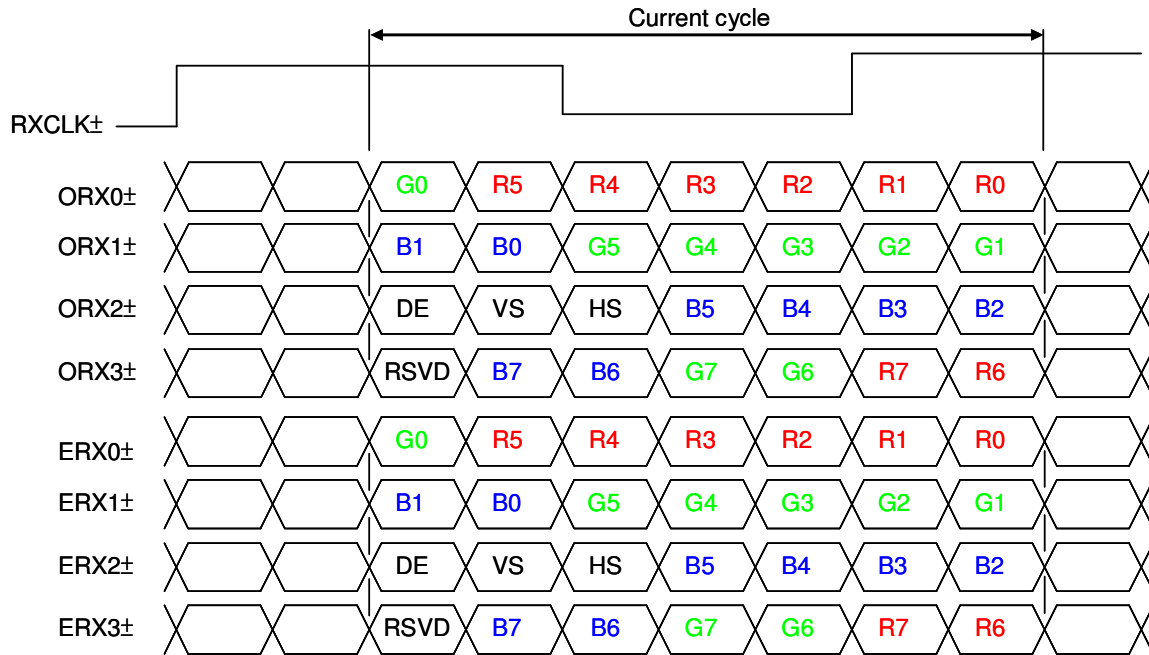 Current cycle
RXCLK±
ORX0± G0 R5 R4 R3 R2 R1 R0
ORX1± B1 B0 G5 G4 G3 G2 G1
ORX2± DE VS HS B5 B4 B3 B2
ORX3± RSVD B7 B6 G7 G6 R7 R6
ERX0± G0 R5 R4 R3 R2 R1 R0
ERX1± B1 B0 G5 G4 G3 G2 G1
ERX2± DE VS HS B5 B4 B3 B2
ERX3± RSVD B7 B6 G7 G6 R7 R6